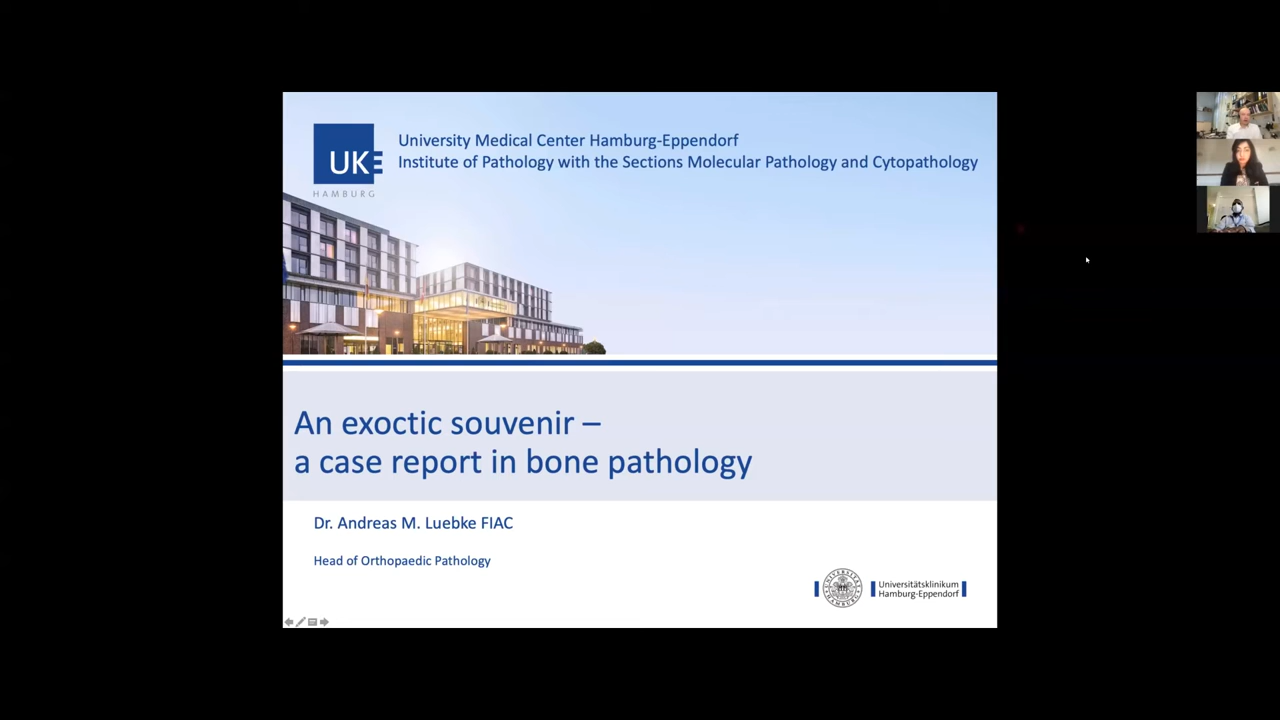 UKE
HAMBURG
University Medical Center Hamburg-Eppendorf
Institute of Pathology with the Sections Molecular Pathology and Cytopathology
An exoctic souvenir –
a case report in bone pathology
Dr. Andreas M. Luebke FIAC
Head of Orthopaedic Pathology
Universitätsklinikum
Hamburg-Eppendorf